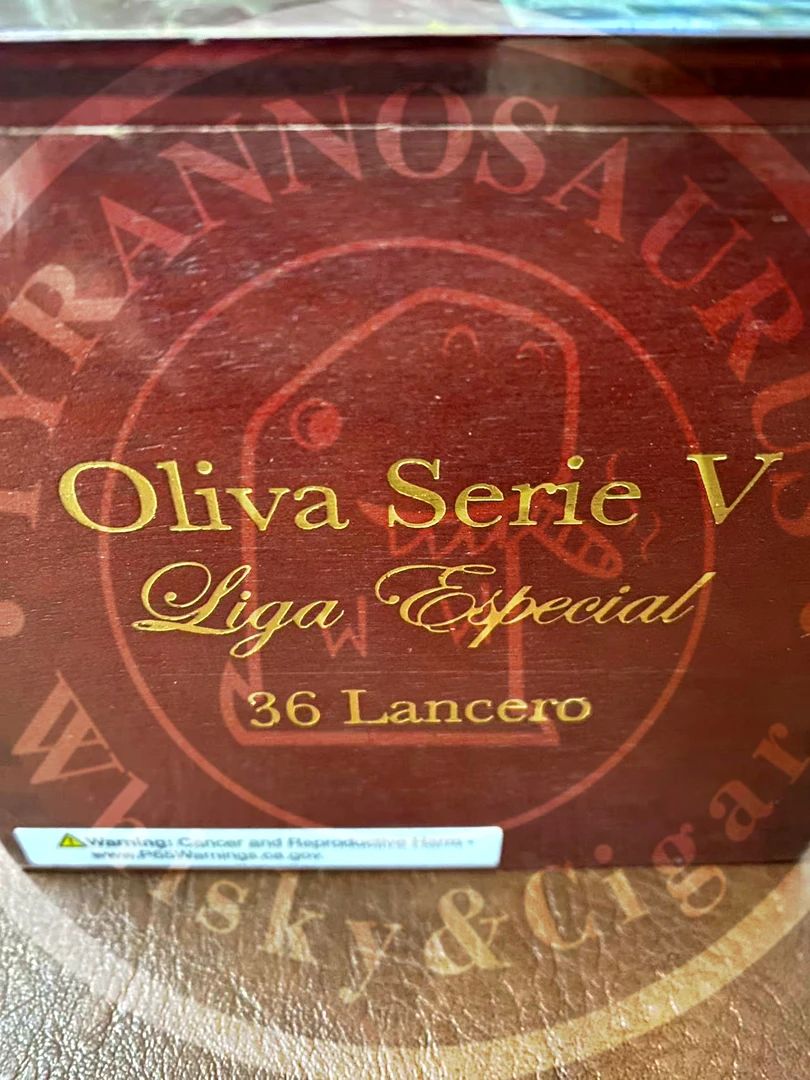 TYRANNOSAURUS
Oliva Serie V
Liga Especial
36 Lancero
Warning: Cancer and Reproductive Harm -
www.P65Warnings.ca.gov.
Whisky & Cigar